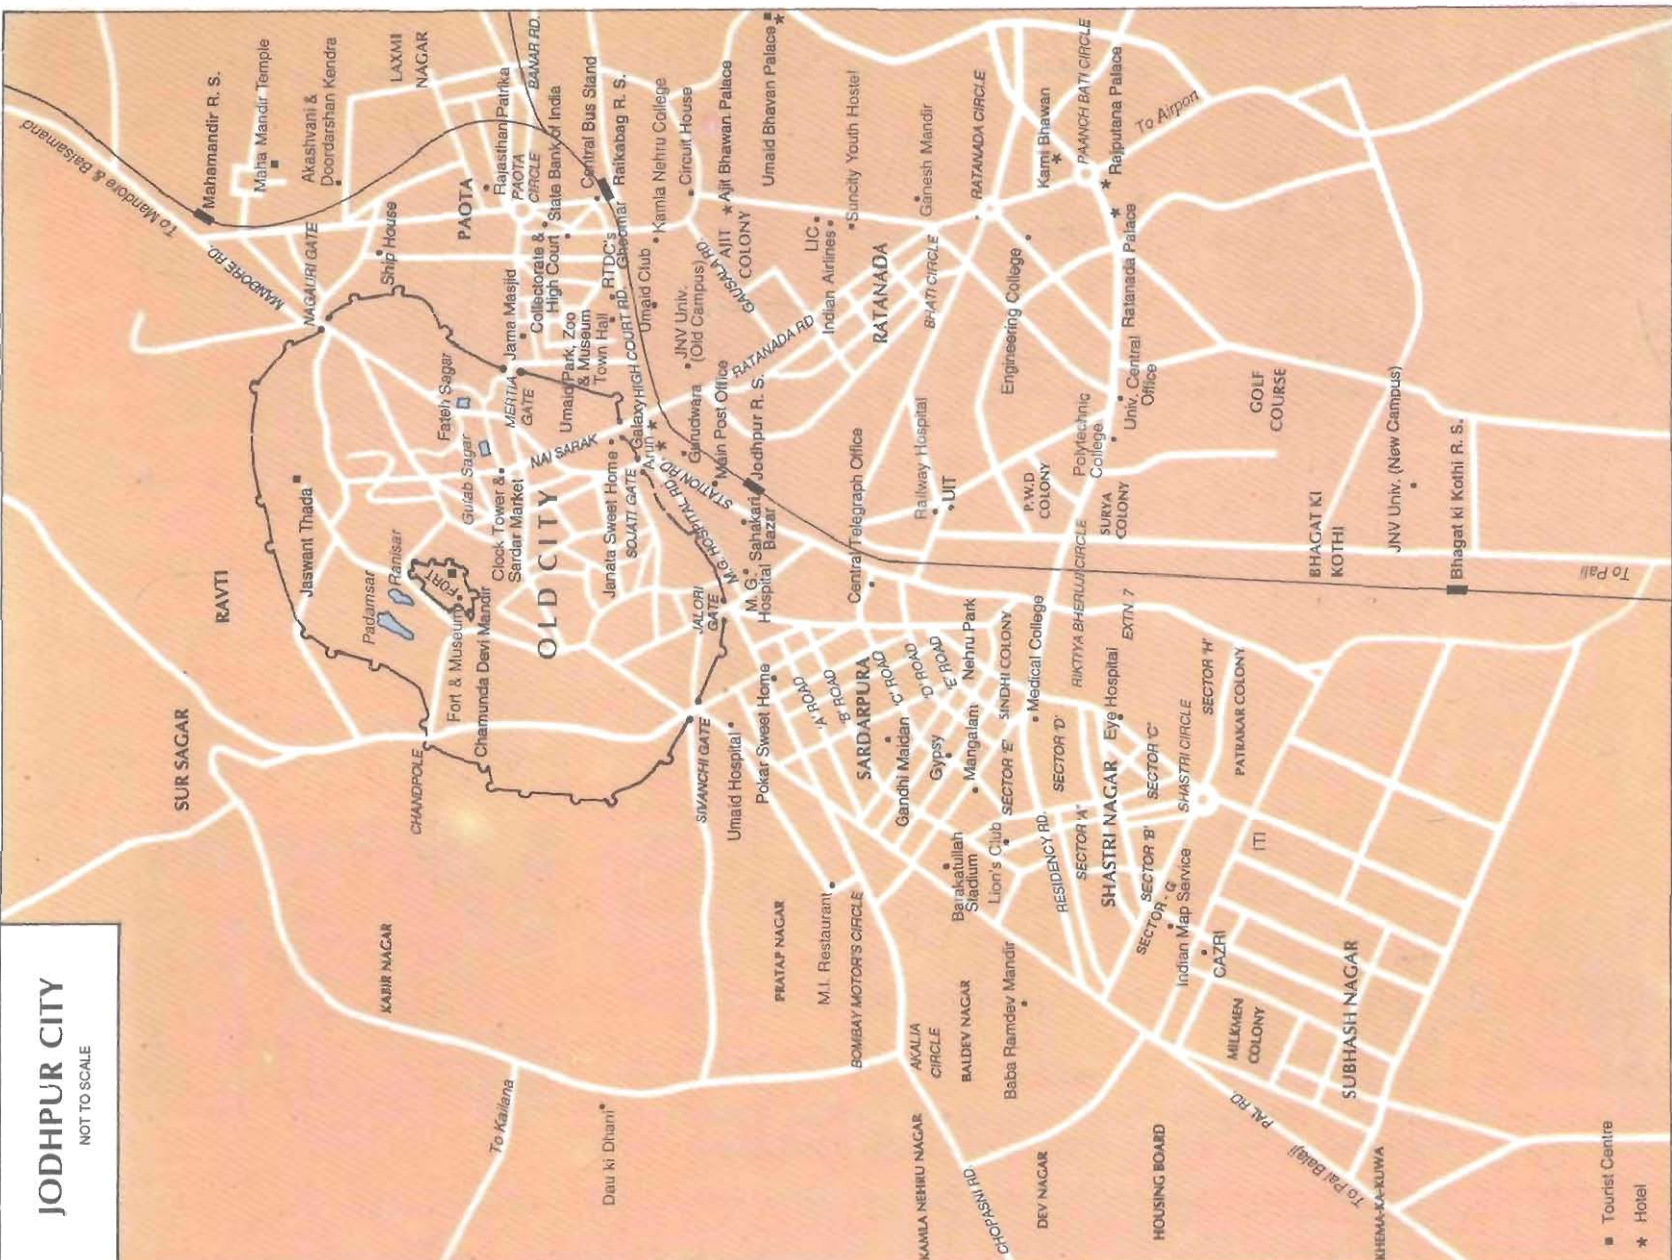 JODHPUR CITY
NOT TO SCALE
SUR SAGAR
RAVTI
KABIR NAGAR
CHANDPOLE
To Kailana
Dau ki Dhani
To Mandore & Balsamand
MANDORE RD.
Mahamandir R. S.
Maha Mandir Temple
Akashvani &
Doordarshan Kendra
LAXMI
NAGAR
NAGAURI GATE
Ship House
PAOTA
Rajasthan Patrika
PAOTA
CIRCLE
BANAR RD.
State Bank of India
Central Bus Stand
Raikabag R. S.
Collectorate &
High Court
Jama Masjid
MERTIA
GATE
Umaid Park, Zoo
& Museum
Town Hall
RTDC's
Ghoomar
HIGH COURT RD.
Umaid Club
Kamla Nehru College
Circuit House
Ajit Bhawan Palace
Umaid Bhavan Palace
GAUSHALA RD.
AJIT
COLONY
JNV Univ.
(Old Campus)
RATANADA RD
Jaswant Thada
Padamsar
Ranisar
FORT
Fort & Museum
Chamunda Devi Mandir
Fateh Sagar
Gulab Sagar
Clock Tower &
Sardar Market
OLD CITY
NAI SARAK
Janata Sweet Home
SOJATI GATE
Galaxy
Arun
Gurudwara
Main Post Office
Jodhpur R. S.
STATION RD.
M.G. HOSPITAL RD.
Sahakari
Bazar
M. G.
Hospital
JALORI
GATE
SIVANCHI GATE
Umaid Hospital
Pokar Sweet Home
'A' ROAD
'B' ROAD
SARDARPURA
'C' ROAD
'D' ROAD
'E' ROAD
Gandhi Maidan
Gypsy
Mangalam
Nehru Park
SINDHI COLONY
Medical College
Central Telegraph Office
Railway Hospital
UIT
P.W.D
COLONY
SURYA
COLONY
Polytechnic
College
Univ. Central
Office
Ratanada Palace
Engineering College
LIC
Indian Airlines
Suncity Youth Hostel
RATANADA
BHATI CIRCLE
Ganesh Mandir
RATANADA CIRCLE
Karni Bhawan
PAANCH BATI CIRCLE
Rajputana Palace
To Airport
GOLF
COURSE
BHAGAT KI
KOTHI
JNV Univ. (New Campus)
Bhagat ki Kothi R. S.
To Pali
RIKTIYA BHERUJI CIRCLE
EXTN 7
Eye Hospital
SECTOR 'E'
SECTOR 'D'
SECTOR 'C'
SECTOR 'H'
SECTOR 'A'
SECTOR 'B'
SECTOR - G
SHASTRI NAGAR
SHASTRI CIRCLE
PATRAKAR COLONY
RESIDENCY RD.
Barakatullah
Stadium
Lion's Club
Indian Map Service
CAZRI
ITI
PRATAP NAGAR
M.I. Restaurant
BOMBAY MOTOR'S CIRCLE
AKALIA
CIRCLE
BALDEV NAGAR
Baba Ramdev Mandir
MILKMEN
COLONY
SUBHASH NAGAR
PAL RD.
To Pal Balaji
KAMLA NEHRU NAGAR
CHOPASNI RD.
DEV NAGAR
HOUSING BOARD
KHEMA-KA-KUWA
Tourist Centre
Hotel